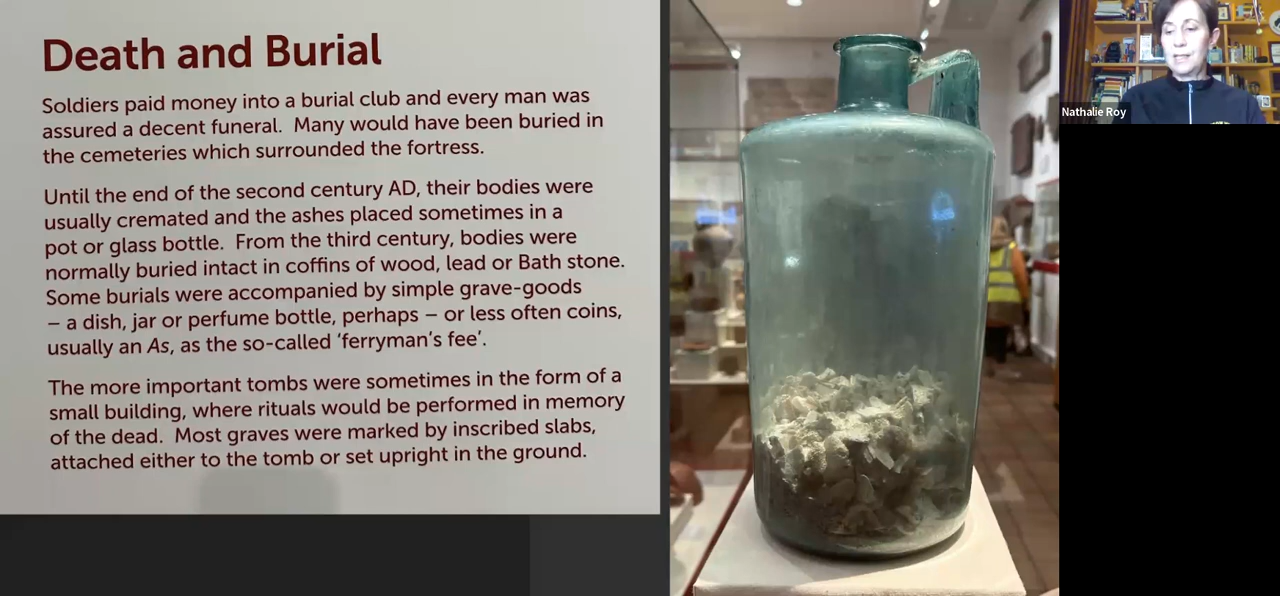 Death and Burial
Soldiers paid money into a burial club and every man was
assured a decent funeral. Many would have been buried in
the cemeteries which surrounded the fortress.
Until the end of the second century AD, their bodies were
usually cremated and the ashes placed sometimes in a
pot or glass bottle. From the third century, bodies were
normally buried intact in coffins of wood, lead or Bath stone.
Some burials were accompanied by simple grave-goods
– a dish, jar or perfume bottle, perhaps – or less often coins,
usually an As, as the so-called ‘ferryman’s fee’.
The more important tombs were sometimes in the form of a
small building, where rituals would be performed in memory
of the dead. Most graves were marked by inscribed slabs,
attached either to the tomb or set upright in the ground.
Nathalie Roy